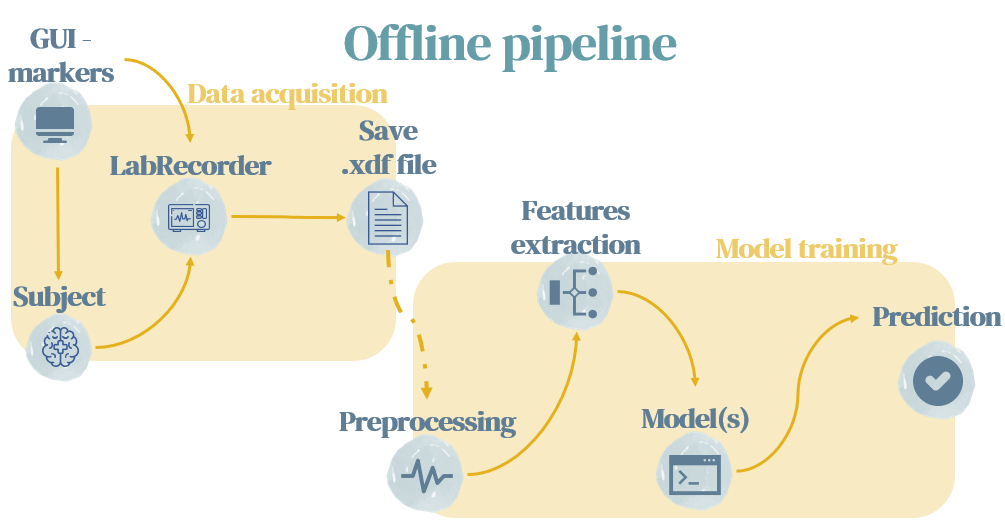 Offline pipeline
GUI -
markers
Data acquisition
Save
.xdf file
LabRecorder
Subject
Features
extraction
Model training
Prediction
Preprocessing
Model(s)